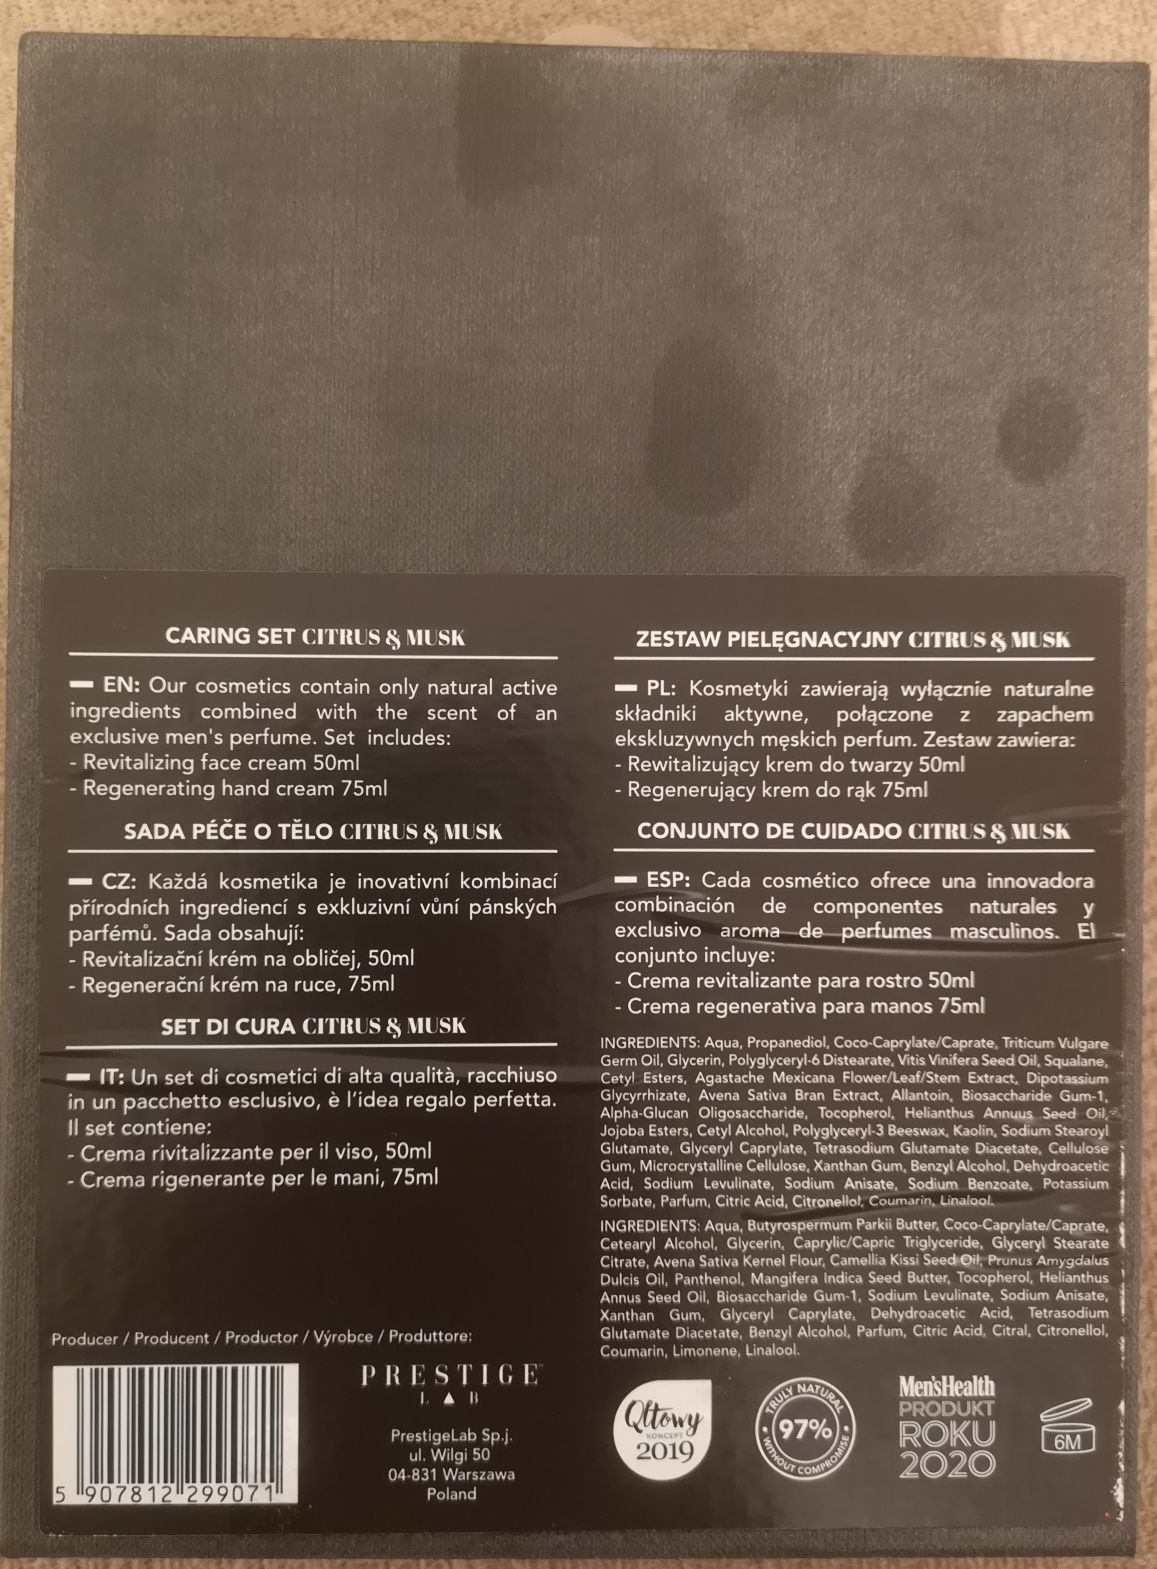 CARING SET CITRUS & MUSK
EN: Our cosmetics contain only natural active
ingredients combined with the scent of an
exclusive men's perfume. Set includes:
- Revitalizing face cream 50ml
- Regenerating hand cream 75ml
SADA PÉČE O TĚLO CITRUS & MUSK
CZ: Každá kosmetika je inovativní kombinací
přírodních ingrediencí s exkluzivní vůní pánských
parfémů. Sada obsahují:
- Revitalizační krém na obličej, 50ml
- Regenerační krém na ruce, 75ml
SET DI CURA CITRUS & MUSK
IT: Un set di cosmetici di alta qualità, racchiuso
in un pacchetto esclusivo, è l'idea regalo perfetta.
Il set contiene:
- Crema rivitalizzante per il viso, 50ml
- Crema rigenerante per le mani, 75ml
ZESTAW PIELĘGNACYJNY CITRUS & MUSK
PL: Kosmetyki zawierają wyłącznie naturalne
składniki aktywne, połączone z zapachem
ekskluzywnych męskich perfum. Zestaw zawiera:
- Rewitalizujący krem do twarzy 50ml
- Regenerujący krem do rąk 75ml
CONJUNTO DE CUIDADO CITRUS & MUSK
ESP: Cada cosmético ofrece una innovadora
combinación de componentes naturales y
exclusivo aroma de perfumes masculinos. El
conjunto incluye:
- Crema revitalizante para rostro 50ml
- Crema regenerativa para manos 75ml
INGREDIENTS: Aqua, Propanediol, Coco-Caprylate/Caprate, Triticum Vulgare
Germ Oil, Glycerin, Polyglyceryl-6 Distearate, Vitis Vinifera Seed Oil, Squalane,
Cetyl Esters, Agastache Mexicana Flower/Leaf/Stem Extract, Dipotassium
Glycyrrhizate, Avena Sativa Bran Extract, Allantoin, Biosaccharide Gum-1,
Alpha-Glucan Oligosaccharide, Tocopherol, Helianthus Annuus Seed Oil,
Jojoba Esters, Cetyl Alcohol, Polyglyceryl-3 Beeswax, Kaolin, Sodium Stearoyl
Glutamate, Glyceryl Caprylate, Tetrasodium Glutamate Diacetate, Cellulose
Gum, Microcrystalline Cellulose, Xanthan Gum, Benzyl Alcohol, Dehydroacetic
Acid, Sodium Levulinate, Sodium Anisate, Sodium Benzoate, Potassium
Sorbate, Parfum, Citric Acid, Citronellol, Coumarin, Linalool.
INGREDIENTS: Aqua, Butyrospermum Parkii Butter, Coco-Caprylate/Caprate,
Cetearyl Alcohol, Glycerin, Caprylic/Capric Triglyceride, Glyceryl Stearate
Citrate, Avena Sativa Kernel Flour, Camellia Kissi Seed Oil, Prunus Amygdalus
Dulcis Oil, Panthenol, Mangifera Indica Seed Butter, Tocopherol, Helianthus
Annus Seed Oil, Biosaccharide Gum-1, Sodium Levulinate, Sodium Anisate,
Xanthan Gum, Glyceryl Caprylate, Dehydroacetic Acid, Tetrasodium
Glutamate Diacetate, Benzyl Alcohol, Parfum, Citric Acid, Citral, Citronellol,
Coumarin, Limonene, Linalool.
Producer / Producent / Productor / Výrobce / Produttore:
5 907812 299071
PRESTIGE
LAB
PrestigeLab Sp.j.
ul. Wilgi 50
04-831 Warszawa
Poland
Qltowy
KONCEPT
2019
TRULY NATURAL
97%
WITHOUT COMPROMISE
Men'sHealth
PRODUKT
ROKU
2020
6M